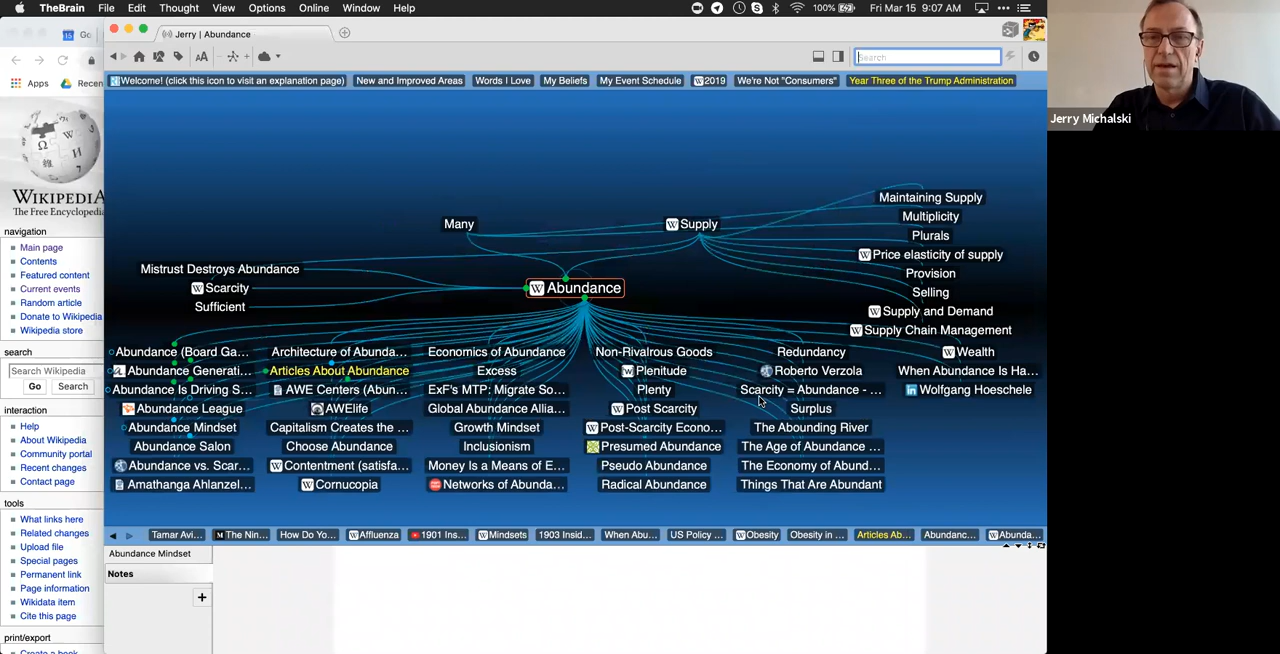 TheBrain File Edit Thought View Options Online Window Help
100% Fri Mar 15 9:07 AM
Jerry | Abundance
Apps Recen
AA
Search
Welcome! (click this icon to visit an explanation page) New and Improved Areas Words I Love My Beliefs My Event Schedule 2019 We're Not "Consumers" Year Three of the Trump Administration
Jerry Michalski
WIKIPEDIA
The Free Encyclopedia
navigation
Main page
Contents
Featured content
Current events
Random article
Donate to Wikipedia
Wikipedia store
search
Search Wikipedia
Go Search
interaction
Help
About Wikipedia
Community portal
Recent changes
Contact page
tools
What links here
Related changes
Upload file
Special pages
Permanent link
Page information
Wikidata item
Cite this page
print/export
Create a book
Many
Supply
Maintaining Supply
Multiplicity
Plurals
Price elasticity of supply
Provision
Selling
Supply and Demand
Supply Chain Management
Mistrust Destroys Abundance
Scarcity
Sufficient
Abundance
Abundance (Board Ga...
Abundance Generati...
Abundance Is Driving S...
Abundance League
Abundance Mindset
Abundance Salon
Abundance vs. Scar...
Amathanga Ahlanzel...
Architecture of Abunda...
Articles About Abundance
AWE Centers (Abun...
AWElife
Capitalism Creates the ...
Choose Abundance
Contentment (satisfa...
Cornucopia
Economics of Abundance
Excess
ExF's MTP: Migrate So...
Global Abundance Allia...
Growth Mindset
Inclusionism
Money Is a Means of E...
Networks of Abunda...
Non-Rivalrous Goods
Plenitude
Plenty
Post Scarcity
Post-Scarcity Econo...
Presumed Abundance
Pseudo Abundance
Radical Abundance
Redundancy
Roberto Verzola
Scarcity = Abundance - ...
Surplus
The Abounding River
The Age of Abundance ...
The Economy of Abund...
Things That Are Abundant
Wealth
When Abundance Is Ha...
Wolfgang Hoeschele
Tamar Avi... The Nin... How Do Yo... Affluenza 1901 Ins... Mindsets 1903 Insid... When Abu... US Policy ... Obesity Obesity in ... Articles Ab... Abundanc... Abunda...
Abundance Mindset
Notes